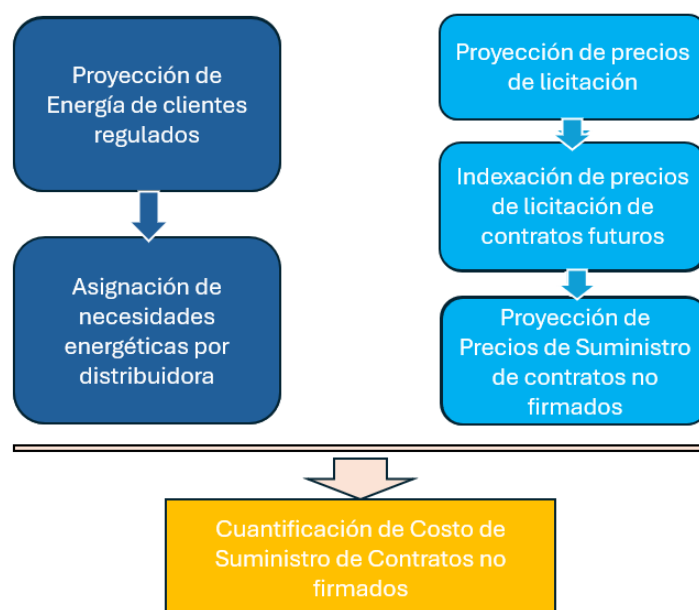 Proyección de
Energía de clientes
regulados
Asignación de
necesidades
energéticas por
distribuidora
Proyección de precios
de licitación
Indexación de precios
de licitación de
contratos futuros
Proyección de
Precios de Suministro
de contratos no
firmados
Cuantificación de Costo de
Suministro de Contratos no
firmados